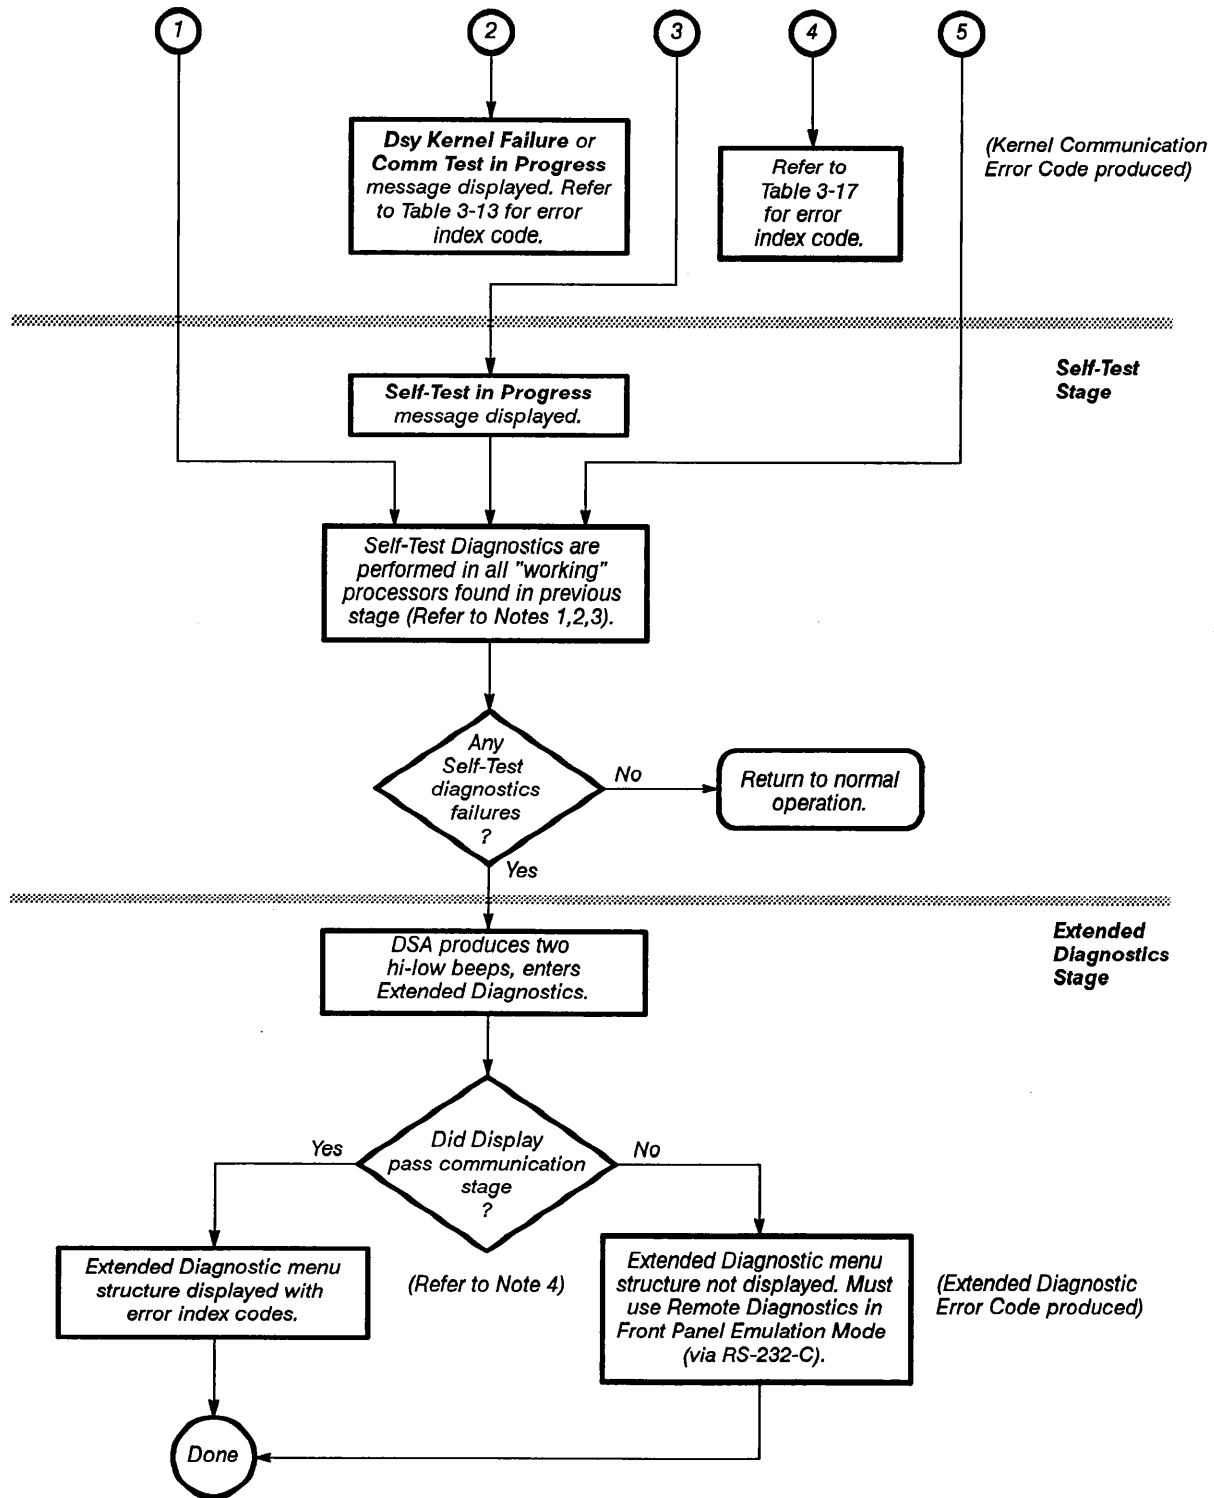 1
2
3
4
5
Dsy Kernel Failure or
Comm Test in Progress
message displayed. Refer
to Table 3-13 for error
index code.
Refer to
Table 3-17
for error
index code.
(Kernel Communication
Error Code produced)
Self-Test
Stage
Self-Test in Progress
message displayed.
Self-Test Diagnostics are
performed in all "working"
processors found in previous
stage (Refer to Notes 1,2,3).
Any
Self-Test
diagnostics
failures
?
No
Return to normal
operation.
Yes
Extended
Diagnostics
Stage
DSA produces two
hi-low beeps, enters
Extended Diagnostics.
Did Display
pass communication
stage
?
Yes
No
Extended Diagnostic menu
structure displayed with
error index codes.
(Refer to Note 4)
Extended Diagnostic menu
structure not displayed. Must
use Remote Diagnostics in
Front Panel Emulation Mode
(via RS-232-C).
(Extended Diagnostic
Error Code produced)
Done